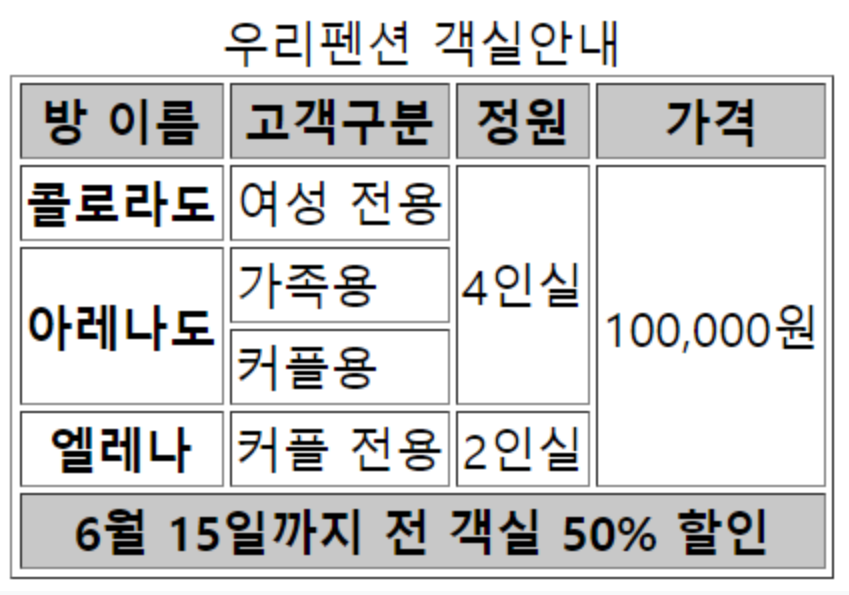 우리펜션 객실안내
방 이름 고객구분 정원 가격
콜로라도 여성 전용 4인실 100,000원
아레나도 가족용
커플용
엘레나 커플 전용 2인실
6월 15일까지 전 객실 50% 할인